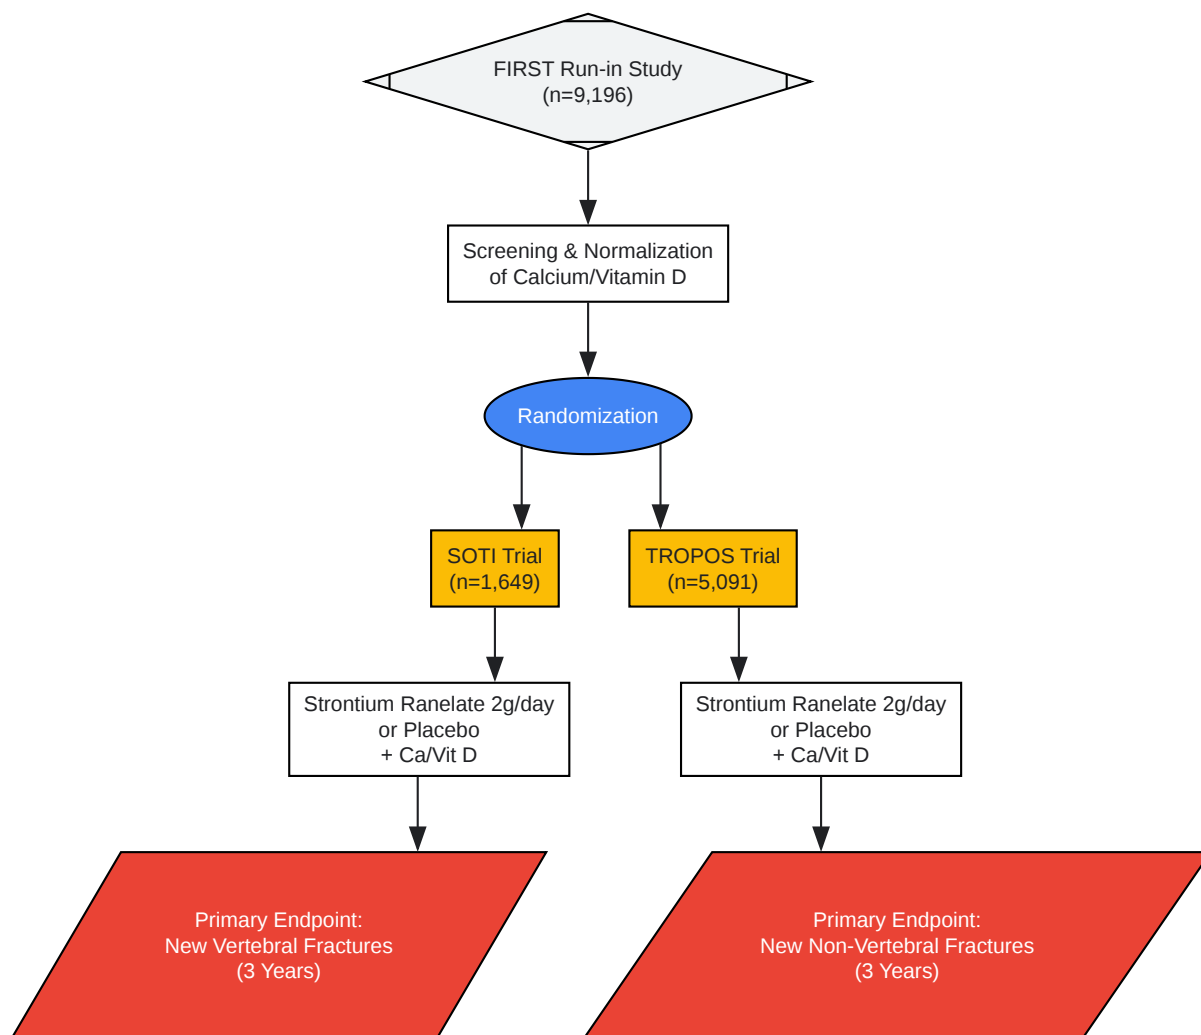 FIRST Run-in Study
(n=9,196)
Screening & Normalization
of Calcium/Vitamin D
Randomization
SOTI Trial
(n=1,649)
TROPOS Trial
(n=5,091)
Strontium Ranelate 2g/day
or Placebo
+ Ca/Vit D
Strontium Ranelate 2g/day
or Placebo
+ Ca/Vit D
Primary Endpoint:
New Vertebral Fractures
(3 Years)
Primary Endpoint:
New Non-Vertebral Fractures
(3 Years)